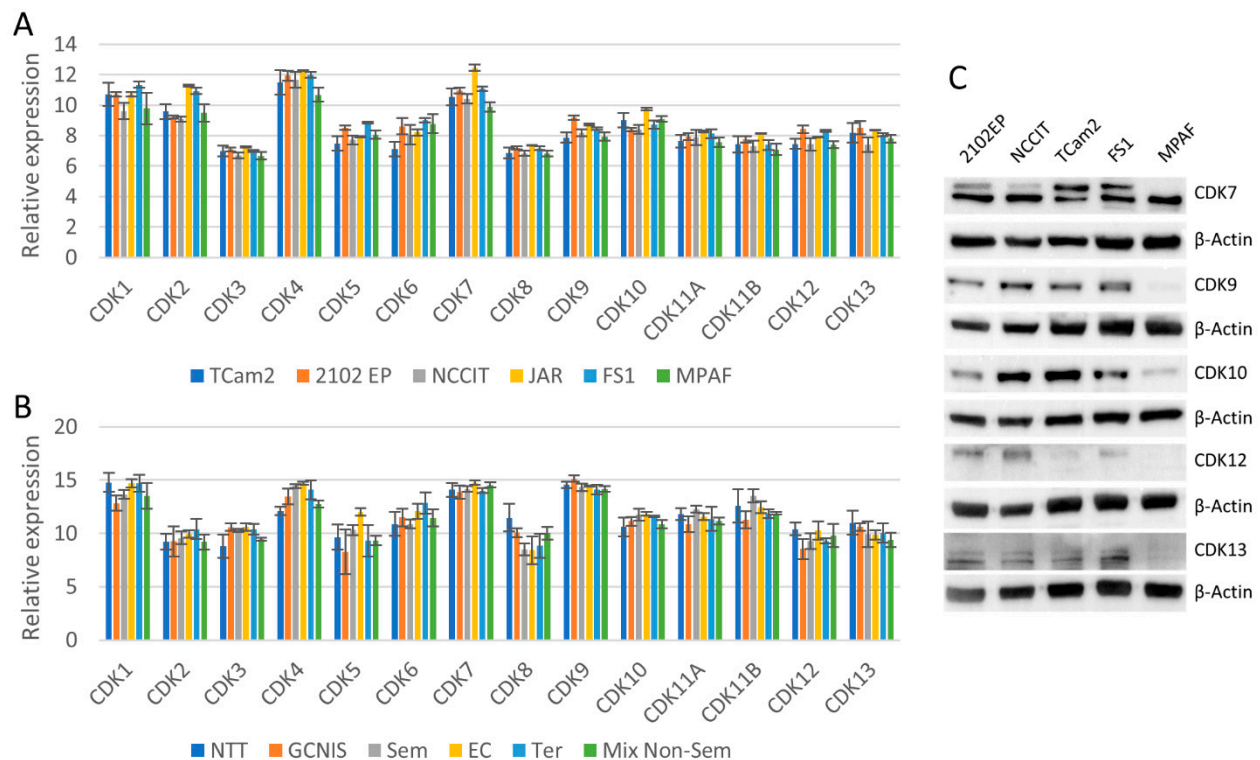 A
Relative expression
14
12
10
8
6
4
2
0
CDK1 CDK2 CDK3 CDK4 CDK5 CDK6 CDK7 CDK8 CDK9 CDK10 CDK11A CDK11B CDK12 CDK13
TCam2 2102 EP NCCIT JAR FS1 MPAF
B
Relative expression
20
15
10
5
0
CDK1 CDK2 CDK3 CDK4 CDK5 CDK6 CDK7 CDK8 CDK9 CDK10 CDK11A CDK11B CDK12 CDK13
NTT GCNIS Sem EC Ter Mix Non-Sem
C
2102EP NCCIT TCam2 FS1 MPAF
CDK7
β-Actin
CDK9
β-Actin
CDK10
β-Actin
CDK12
β-Actin
CDK13
β-Actin